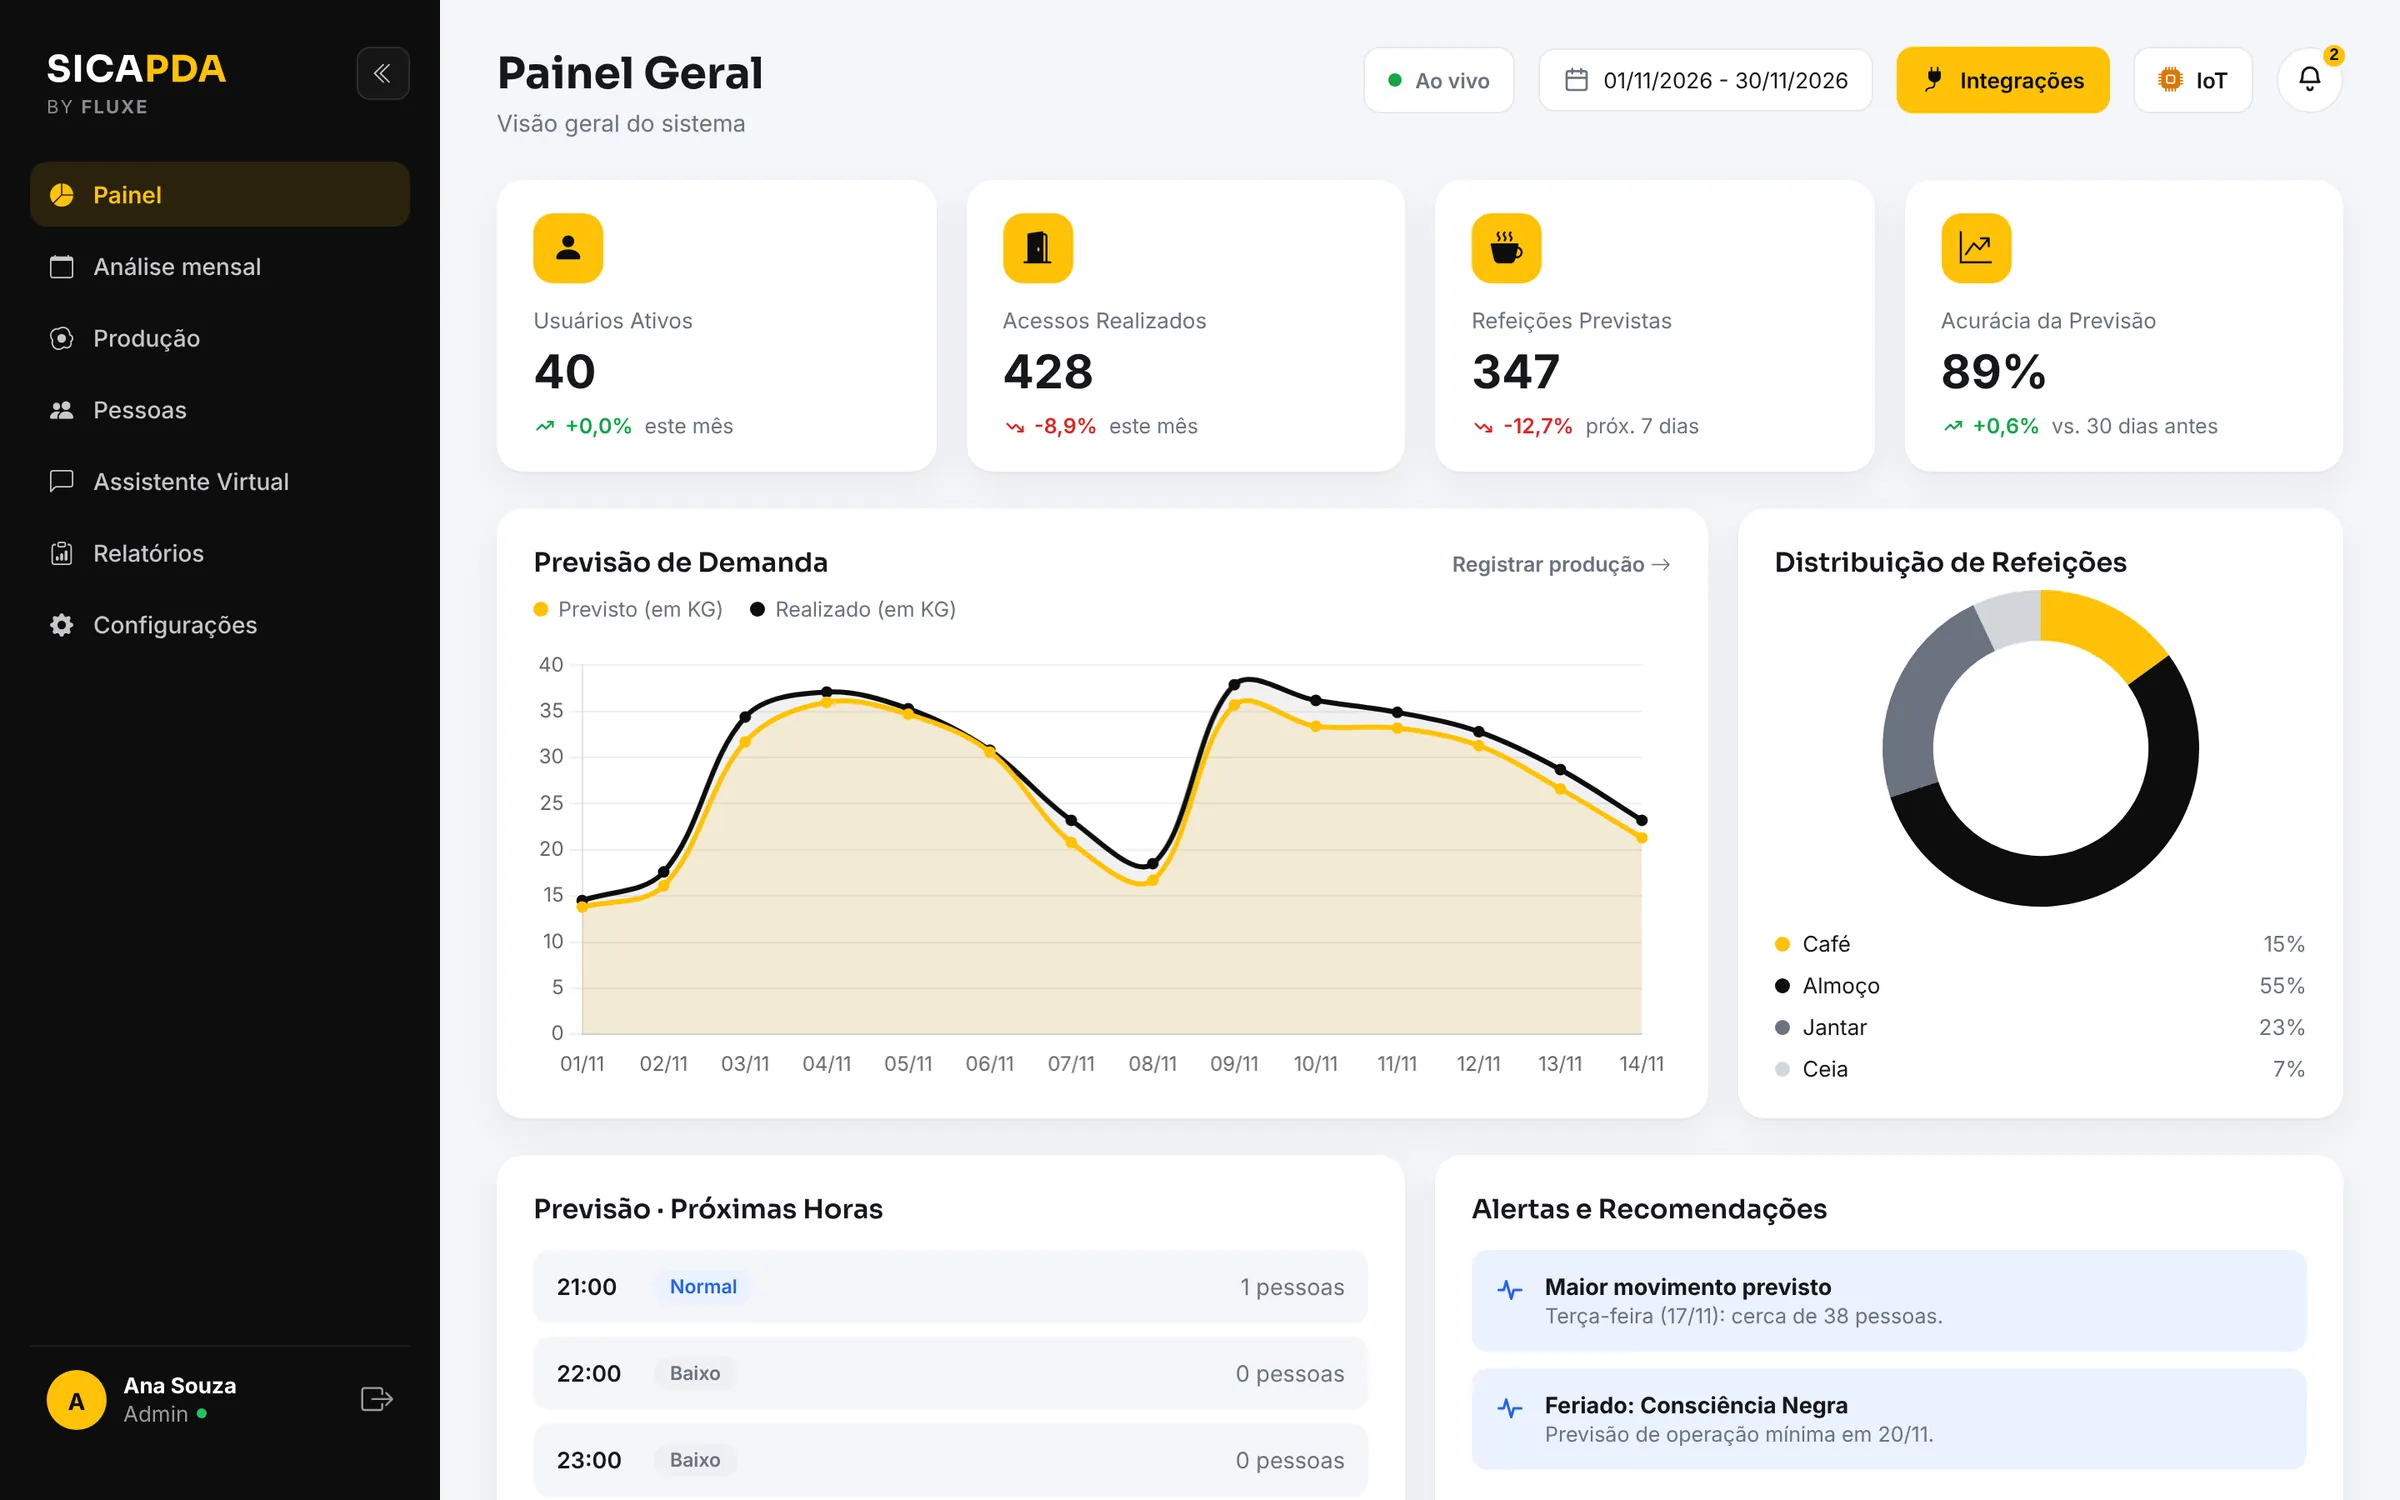 SICAPDA
BY FLUXE
Painel
Análise mensal
Produção
Pessoas
Assistente Virtual
Relatórios
Configurações
A
Ana Souza
Admin
Painel Geral
Visão geral do sistema
Ao vivo
01/11/2026 - 30/11/2026
Integrações
IoT
2
Usuários Ativos
40
+0,0% este mês
Acessos Realizados
428
-8,9% este mês
Refeições Previstas
347
-12,7% próx. 7 dias
Acurácia da Previsão
89%
+0,6% vs. 30 dias antes
Previsão de Demanda
Registrar produção →
Previsto (em KG)
Realizado (em KG)
40
35
30
25
20
15
10
5
0
01/11 02/11 03/11 04/11 05/11 06/11 07/11 08/11 09/11 10/11 11/11 12/11 13/11 14/11
Distribuição de Refeições
Café 15%
Almoço 55%
Jantar 23%
Ceia 7%
Previsão · Próximas Horas
21:00 Normal 1 pessoas
22:00 Baixo 0 pessoas
23:00 Baixo 0 pessoas
Alertas e Recomendações
Maior movimento previsto
Terça-feira (17/11): cerca de 38 pessoas.
Feriado: Consciência Negra
Previsão de operação mínima em 20/11.